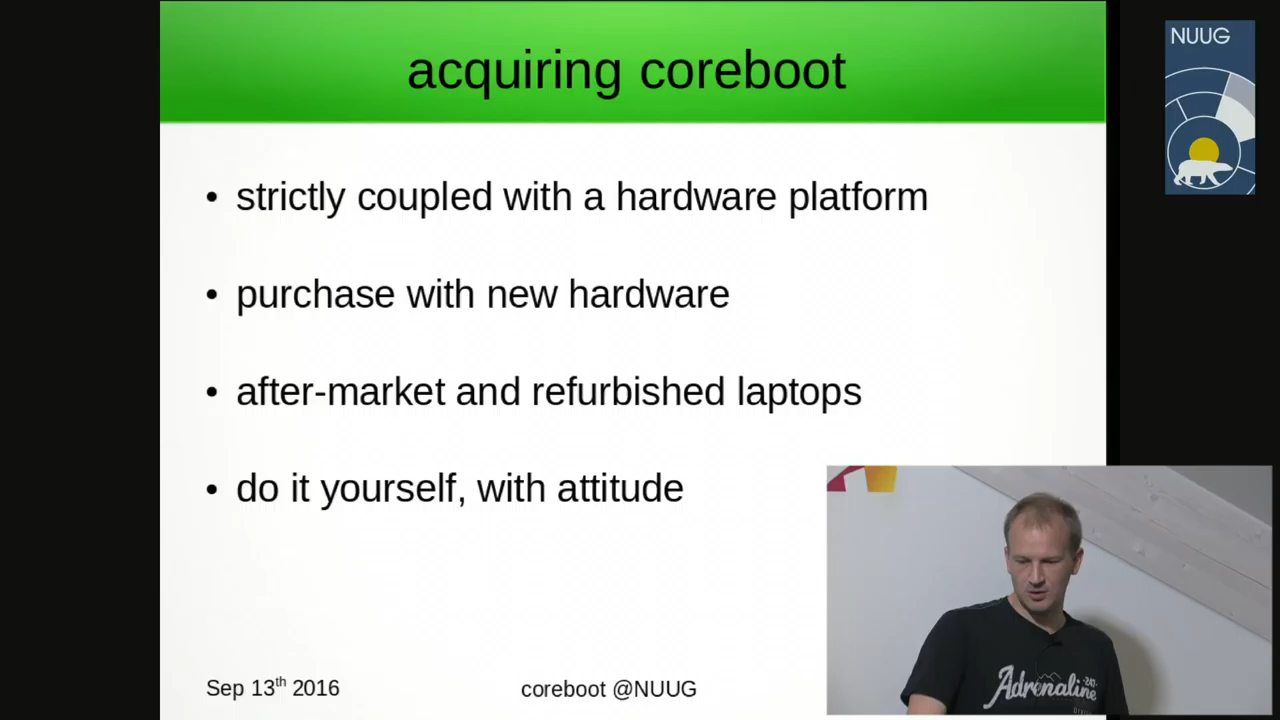 acquiring coreboot
NUUG
• strictly coupled with a hardware platform
• purchase with new hardware
• after-market and refurbished laptops
• do it yourself, with attitude
Adrenaline
Sep 13th 2016
coreboot @NUUG